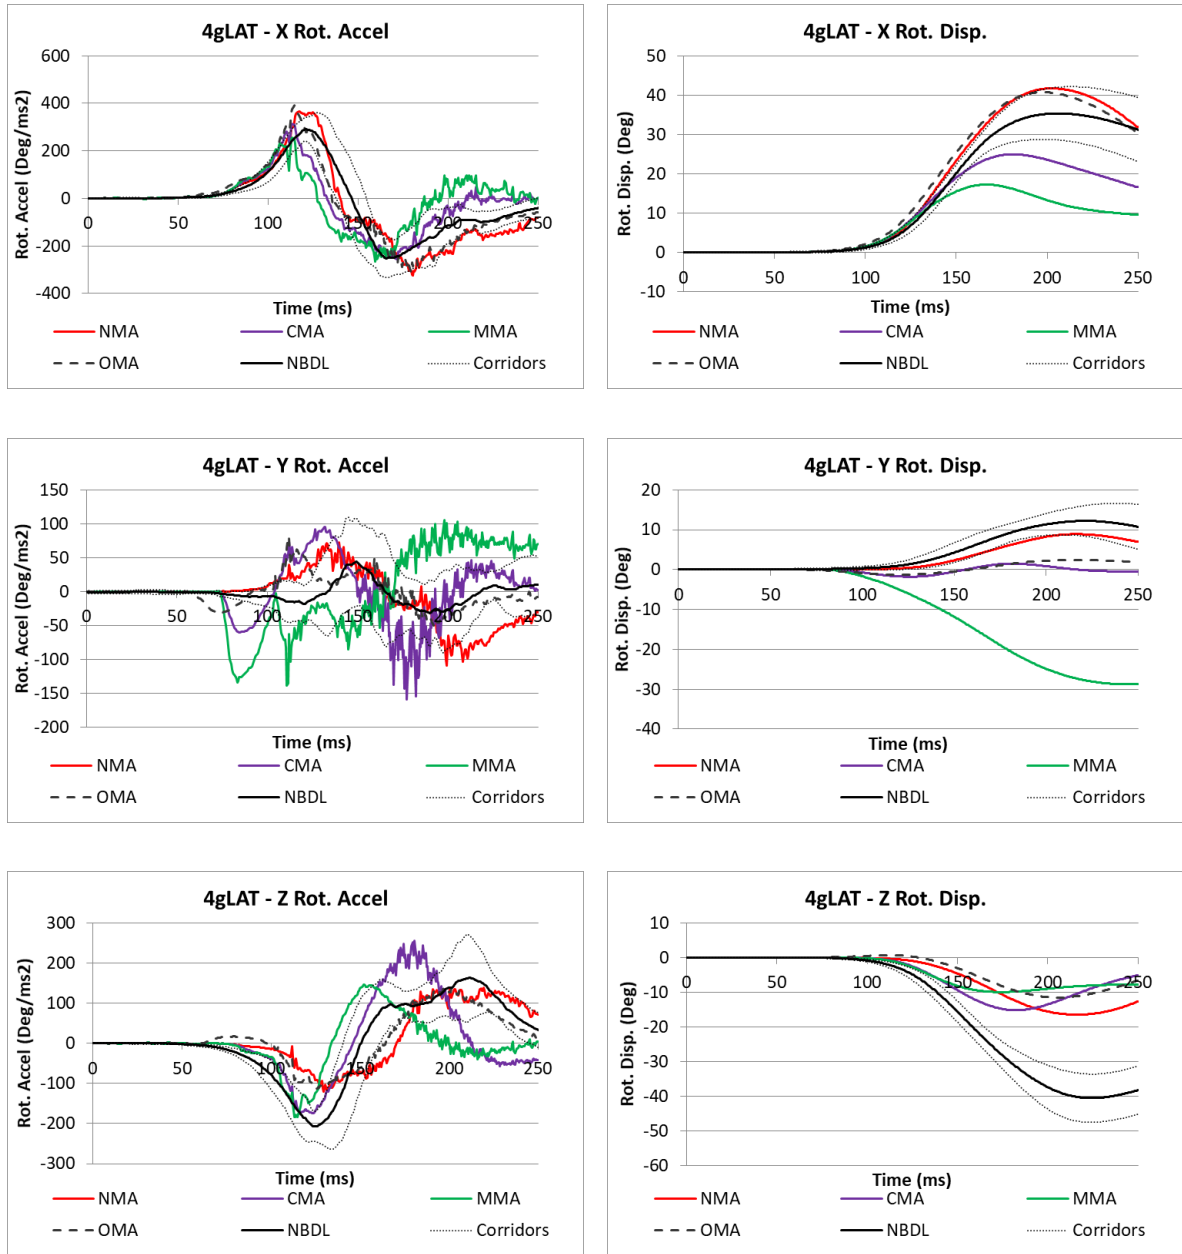 4gLAT - X Rot. Accel
600
400
200
0
-200
-400
0 50 100 150 200 250
Rot. Accel (Deg/ms2)
Time (ms)
NMA CMA MMA
OMA NBDL Corridors
4gLAT - X Rot. Disp.
50
40
30
20
10
0
-10
0 50 100 150 200 250
Rot. Disp. (Deg)
Time (ms)
NMA CMA MMA
OMA NBDL Corridors
4gLAT - Y Rot. Accel
150
100
50
0
-50
-100
-150
-200
0 50 100 150 200 250
Rot. Accel (Deg/ms2)
Time (ms)
NMA CMA MMA
OMA NBDL Corridors
4gLAT - Y Rot. Disp.
20
10
0
-10
-20
-30
-40
0 50 100 150 200 250
Rot. Disp. (Deg)
Time (ms)
NMA CMA MMA
OMA NBDL Corridors
4gLAT - Z Rot. Accel
300
200
100
0
-100
-200
-300
0 50 100 150 200 250
Rot. Accel (Deg/ms2)
Time (ms)
NMA CMA MMA
OMA NBDL Corridors
4gLAT - Z Rot. Disp.
10
0
-10
-20
-30
-40
-50
-60
0 50 100 150 200 250
Rot. Disp. (Deg)
Time (ms)
NMA CMA MMA
OMA NBDL Corridors